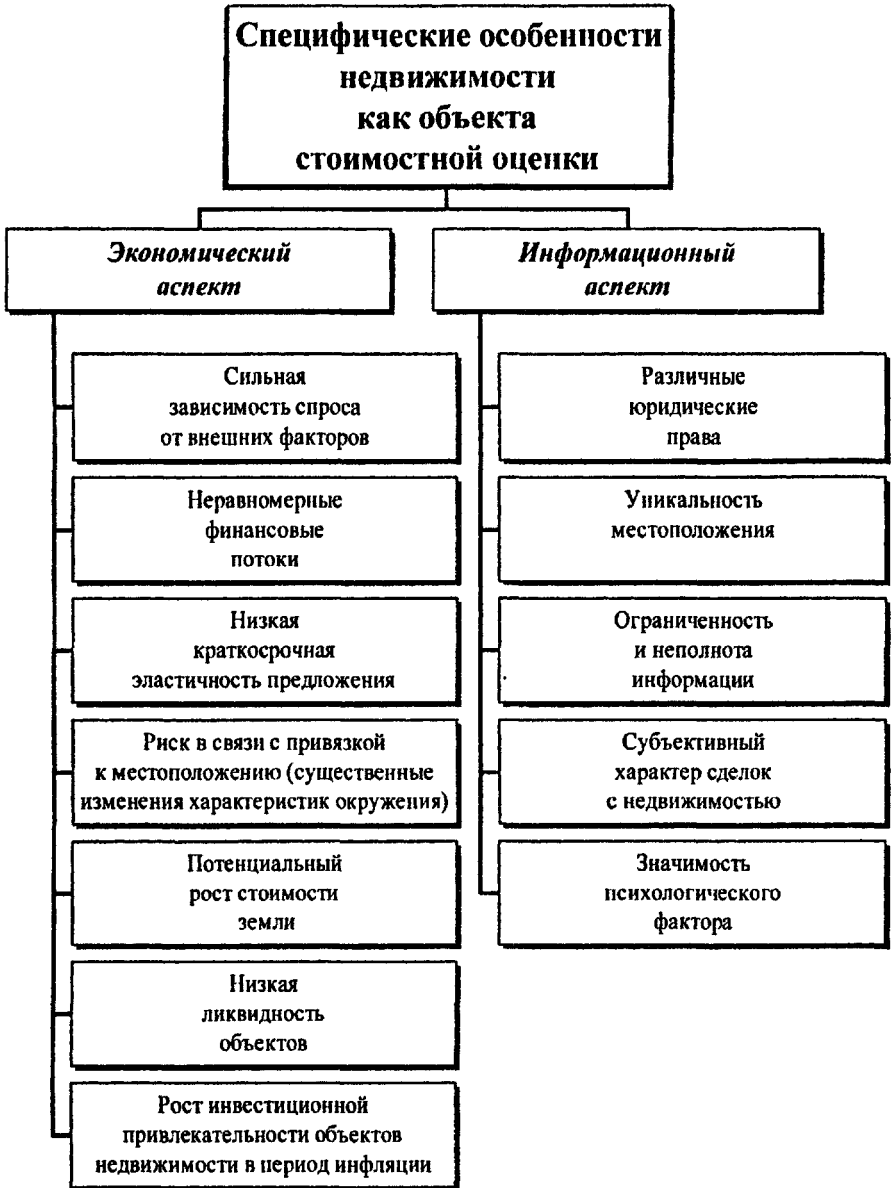 Специфические особенности
недвижимости
как объекта
стоимостной оценки
Экономический
аспект
Сильная
зависимость спроса
от внешних факторов
Неравномерные
финансовые
потоки
Низкая
краткосрочная
эластичность предложения
Риск в связи с привязкой
к местоположению (существенные
изменения характеристик окружения)
Потенциальный
рост стоимости
земли
Низкая
ликвидность
объектов
Рост инвестиционной
привлекательности объектов
недвижимости в период инфляции
Информационный
аспект
Различные
юридические
права
Уникальность
местоположения
Ограниченность
и неполнота
информации
Субъективный
характер сделок
с недвижимостью
Значимость
психологического
фактора